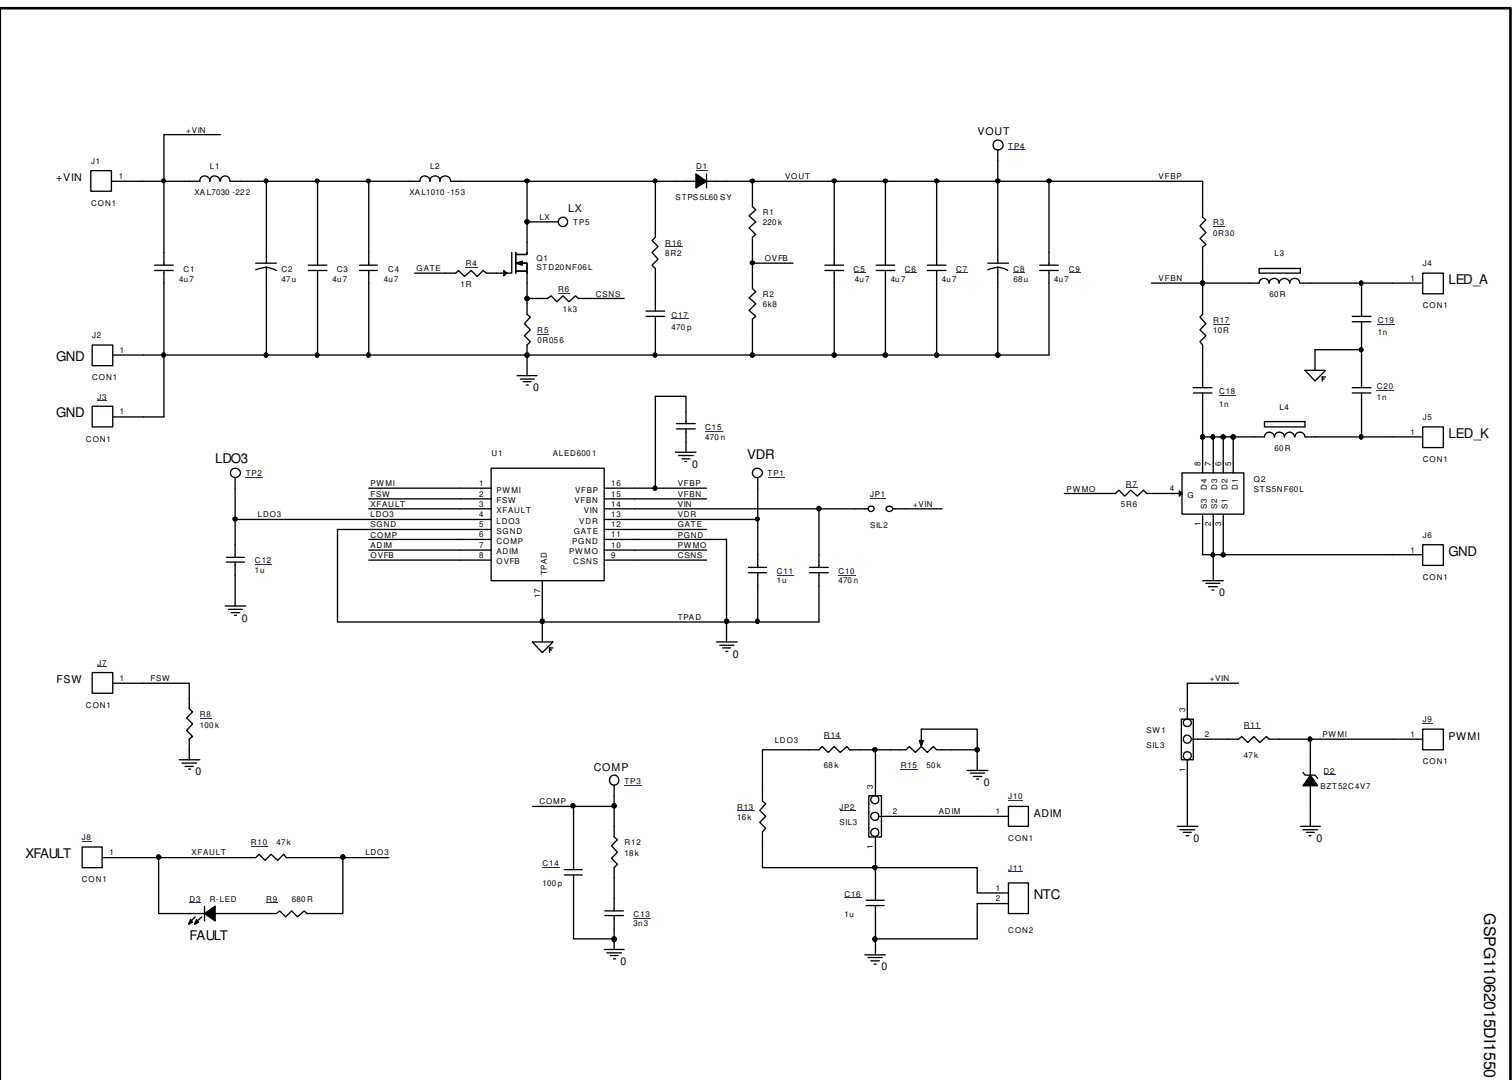 +VIN
J1
+VIN
1
CON1
L1
XAL7030-222
L2
XAL1010-153
D1
STPS5L60SY
VOUT
TP4
VOUT
VFBP
LX
LX
TP5
C1
4u7
C2
47u
C3
4u7
C4
4u7
GATE
R4
1R
Q1
STD20NF06L
R6
1k3
CSNS
R5
0R056
0
R16
8R2
C17
470p
R1
220k
OVFB
R2
6k8
C5
4u7
C6
4u7
C7
4u7
C8
68u
C9
4u7
R3
0R30
VFBN
L3
60R
J4
1
LED_A
CON1
R17
10R
C19
1n
F
C18
1n
C20
1n
L4
60R
J5
1
LED_K
CON1
J2
GND
1
CON1
J3
GND
1
CON1
C15
470n
0
LDO3
TP2
LDO3
C12
1u
0
U1
ALED6001
PWMI 1 PWMI
FSW 2 FSW
XFAULT 3 XFAULT
LDO3 4 LDO3
SGND 5 SGND
COMP 6 COMP
ADIM 7 ADIM
OVFB 8 OVFB
VFBP 16 VFBP
VFBN 15 VFBN
VIN 14 VIN
VDR 13 VDR
GATE 12 GATE
PGND 11 PGND
PWMO 10 PWMO
CSNS 9 CSNS
TPAD
17
F
TPAD
0
VDR
TP1
C11
1u
C10
470n
JP1
SIL2
+VIN
PWMO
R7
5R6
4
G
8 7 6 5
D4 D3 D2 D1
S3 S2 S1
1 2 3
Q2
STS5NF60L
0
J6
1
GND
CON1
J7
FSW
1
FSW
CON1
R8
100k
0
J8
XFAULT
1
XFAULT
CON1
R10 47k
LDO3
D3 R-LED
R9 680R
FAULT
COMP
TP3
COMP
R12
18k
C14
100p
C13
3n3
0
LDO3
R14
68k
R15 50k
0
R13
16k
3
JP2
SIL3
2
1
ADIM
J10
1
ADIM
CON1
C16
1u
0
J11
1
2
NTC
CON2
+VIN
3
SW1
SIL3
2
1
0
R11
47k
PWMI
D2
BZT52C4V7
0
J9
1
PWMI
CON1
GSPG11062015DI1550